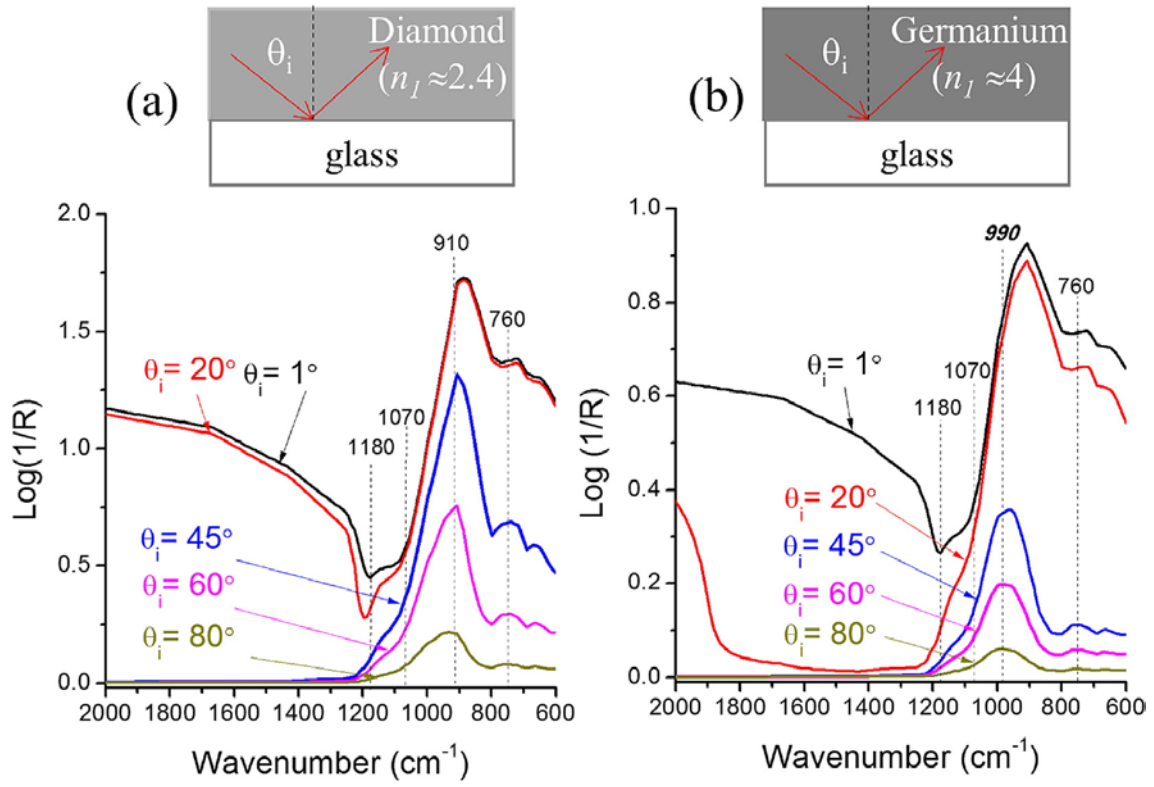 (a)
Diamond
θi
(n1 ≈2.4)
glass
2.0
1.5
1.0
0.5
0.0
Log(1/R)
910
760
θi= 20° θi= 1°
1180
1070
θi= 45°
θi= 60°
θi= 80°
2000 1800 1600 1400 1200 1000 800 600
Wavenumber (cm-1)
(b)
Germanium
θi
(n1 ≈4)
glass
1.0
0.8
0.6
0.4
0.2
0.0
Log (1/R)
990
760
θi= 1°
1070
1180
θi= 20°
θi= 45°
θi= 60°
θi= 80°
2000 1800 1600 1400 1200 1000 800 600
Wavenumber (cm-1)